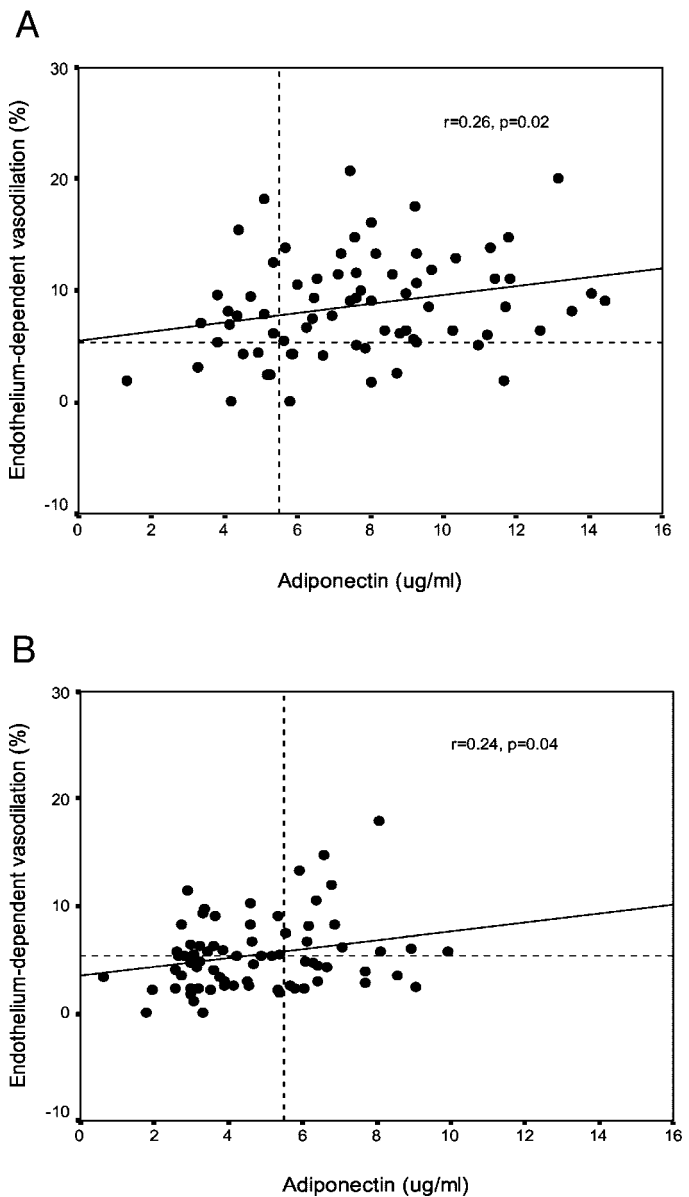 A
30
r=0.26, p=0.02
20
10
0
-10
Endothelium-dependent vasodilation (%)
0 2 4 6 8 10 12 14 16
Adiponectin (ug/ml)
B
30
r=0.24, p=0.04
20
10
0
-10
Endothelium-dependent vasodilation (%)
0 2 4 6 8 10 12 14 16
Adiponectin (ug/ml)